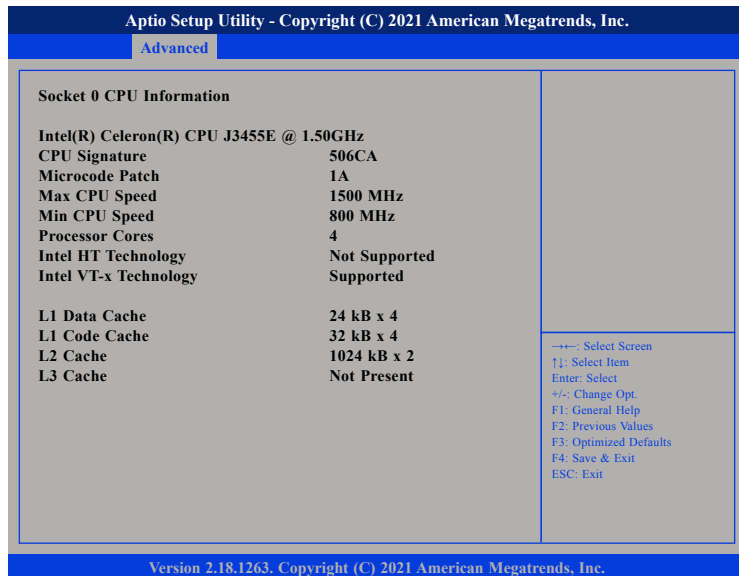 Aptio Setup Utility - Copyright (C) 2021 American Megatrends, Inc.
Advanced
Socket 0 CPU Information
Intel(R) Celeron(R) CPU J3455E @ 1.50GHz
CPU Signature 506CA
Microcode Patch 1A
Max CPU Speed 1500 MHz
Min CPU Speed 800 MHz
Processor Cores 4
Intel HT Technology Not Supported
Intel VT-x Technology Supported
L1 Data Cache 24 kB x 4
L1 Code Cache 32 kB x 4
L2 Cache 1024 kB x 2
L3 Cache Not Present
→←: Select Screen
↑↓: Select Item
Enter: Select
+/-: Change Opt.
F1: General Help
F2: Previous Values
F3: Optimized Defaults
F4: Save & Exit
ESC: Exit
Version 2.18.1263. Copyright (C) 2021 American Megatrends, Inc.